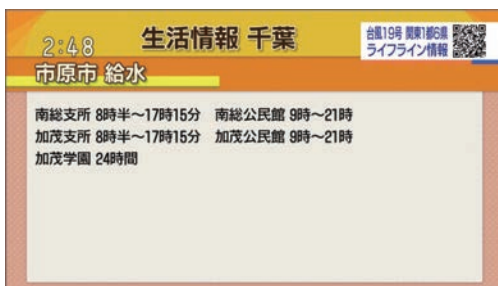 2:48
生活情報 千葉
台風19号 関東1都6県
ライフライン情報
市原市 給水
南総支所 8時半～17時15分 南総公民館 9時～21時
加茂支所 8時半～17時15分 加茂公民館 9時～21時
加茂学園 24時間